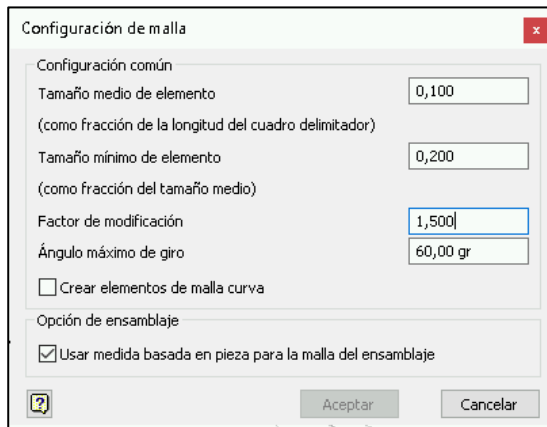 Configuración de malla
x
Configuración común
Tamaño medio de elemento 0,100
(como fracción de la longitud del cuadro delimitador)
Tamaño mínimo de elemento 0,200
(como fracción del tamaño medio)
Factor de modificación 1,500
Ángulo máximo de giro 60,00 gr
Crear elementos de malla curva
Opción de ensamblaje
Usar medida basada en pieza para la malla del ensamblaje
? Aceptar Cancelar